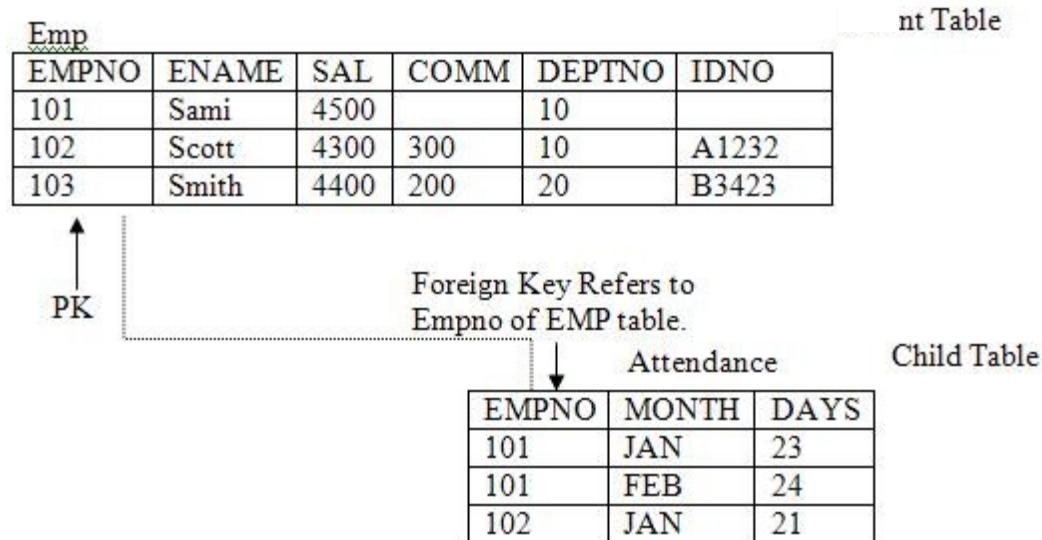 nt Table
Emp
EMPNO ENAME SAL COMM DEPTNO IDNO
101 Sami 4500 10
102 Scott 4300 300 10 A1232
103 Smith 4400 200 20 B3423
PK
Foreign Key Refers to
Empno of EMP table.
Attendance
Child Table
EMPNO MONTH DAYS
101 JAN 23
101 FEB 24
102 JAN 21